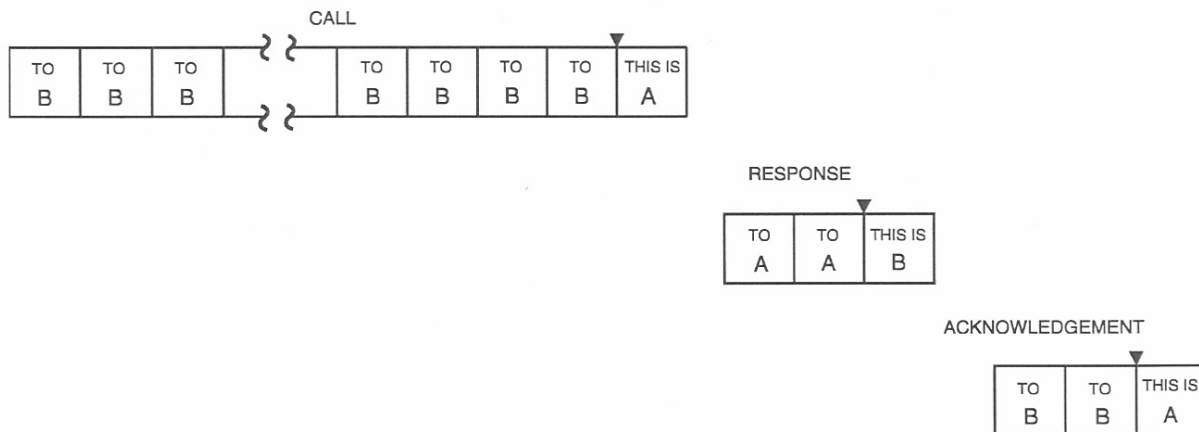 CALL
TO TO TO TO TO TO TO THIS IS
B B B B B B B A
RESPONSE
TO TO THIS IS
A A B
ACKNOWLEDGEMENT
TO TO THIS IS
B B A